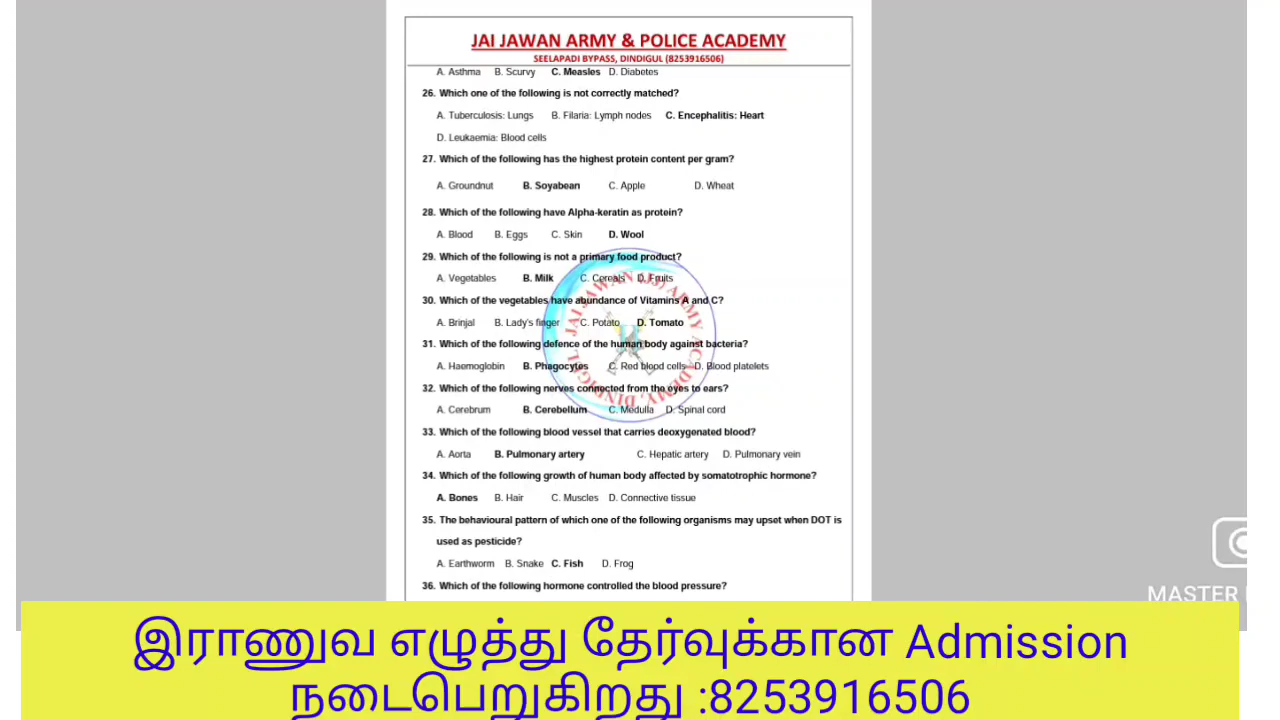 JAI JAWAN ARMY & POLICE ACADEMY
SEELAPADI BYPASS, DINDIGUL (8253916506)
A. Asthma B. Scurvy C. Measles D. Diabetes
26. Which one of the following is not correctly matched?
A. Tuberculosis: Lungs B. Filaria: Lymph nodes C. Encephalitis: Heart
D. Leukaemia: Blood cells
27. Which of the following has the highest protein content per gram?
A. Groundnut B. Soyabean C. Apple D. Wheat
28. Which of the following have Alpha-keratin as protein?
A. Blood B. Eggs C. Skin D. Wool
29. Which of the following is not a primary food product?
A. Vegetables B. Milk C. Cereals D. Fruits
30. Which of the vegetables have abundance of Vitamins A and C?
A. Brinjal B. Lady's finger C. Potato D. Tomato
31. Which of the following defence of the human body against bacteria?
A. Haemoglobin B. Phagocytes C. Red blood cells D. Blood platelets
32. Which of the following nerves connected from the eyes to ears?
A. Cerebrum B. Cerebellum C. Medulla D. Spinal cord
33. Which of the following blood vessel that carries deoxygenated blood?
A. Aorta B. Pulmonary artery C. Hepatic artery D. Pulmonary vein
34. Which of the following growth of human body affected by somatotrophic hormone?
A. Bones B. Hair C. Muscles D. Connective tissue
35. The behavioural pattern of which one of the following organisms may upset when DOT is
used as pesticide?
A. Earthworm B. Snake C. Fish D. Frog
36. Which of the following hormone controlled the blood pressure?
MASTER
இராணுவ எழுத்து தேர்வுக்கான Admission
நடைபெறுகிறது :8253916506